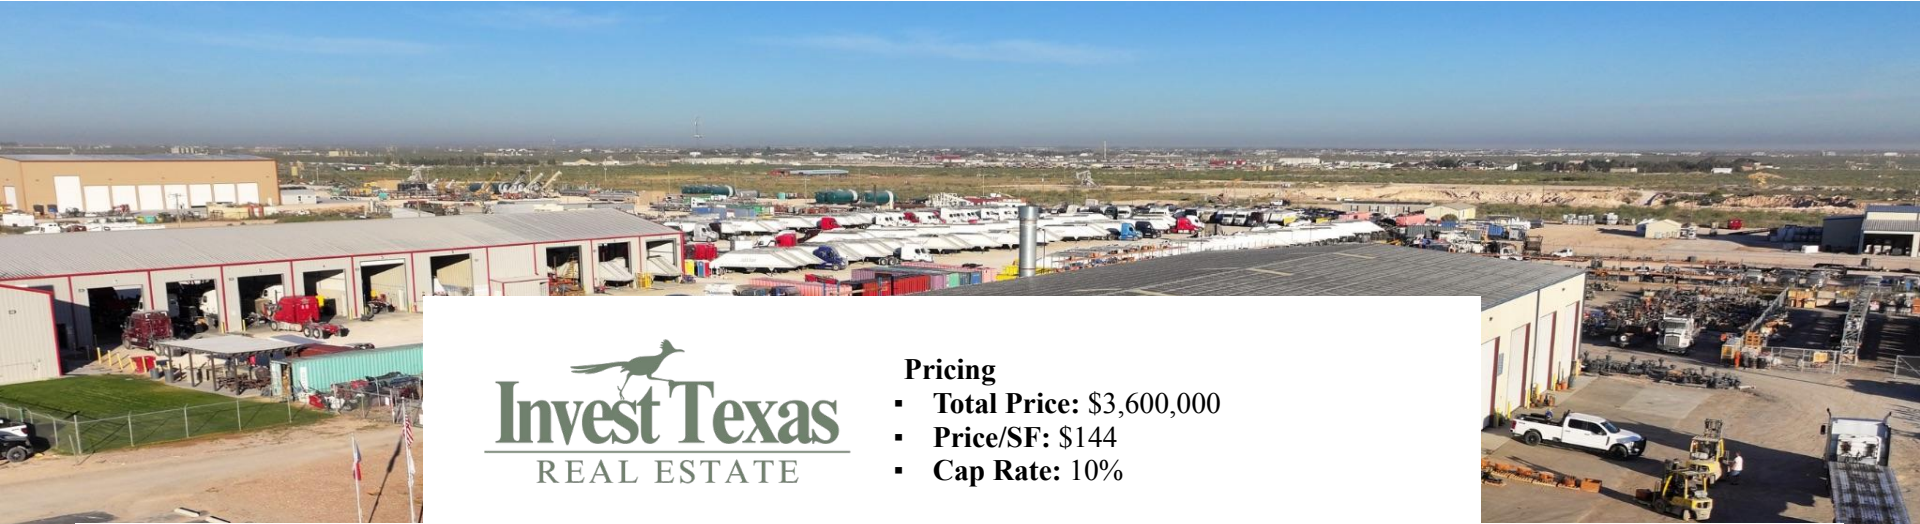 Invest Texas
REAL ESTATE
Pricing
▪ Total Price: $3,600,000
▪ Price/SF: $144
▪ Cap Rate: 10%